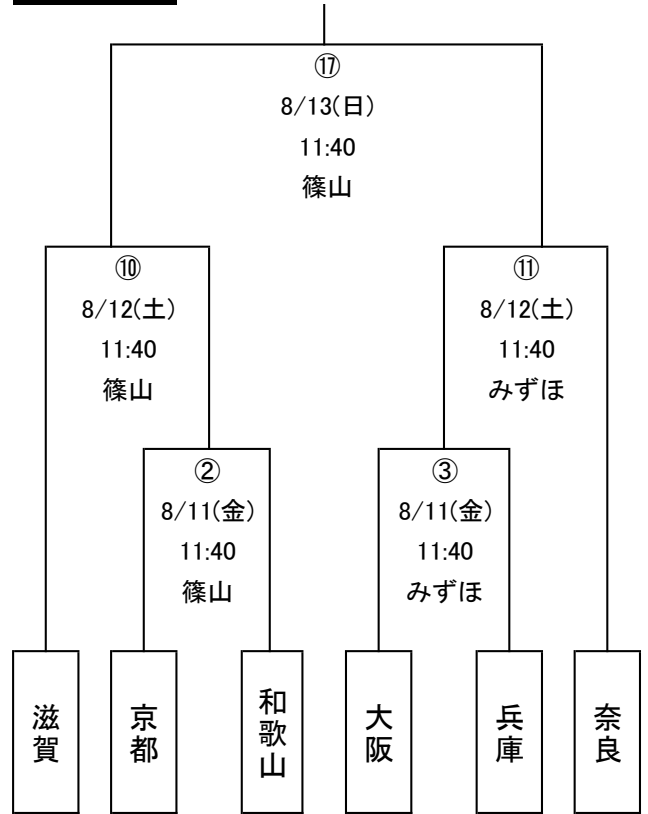 ⑰
8/13(日)
11:40
篠山
⑩
8/12(土)
11:40
篠山
⑪
8/12(土)
11:40
みずほ
②
8/11(金)
11:40
篠山
③
8/11(金)
11:40
みずほ
滋賀
京都
和歌山
大阪
兵庫
奈良